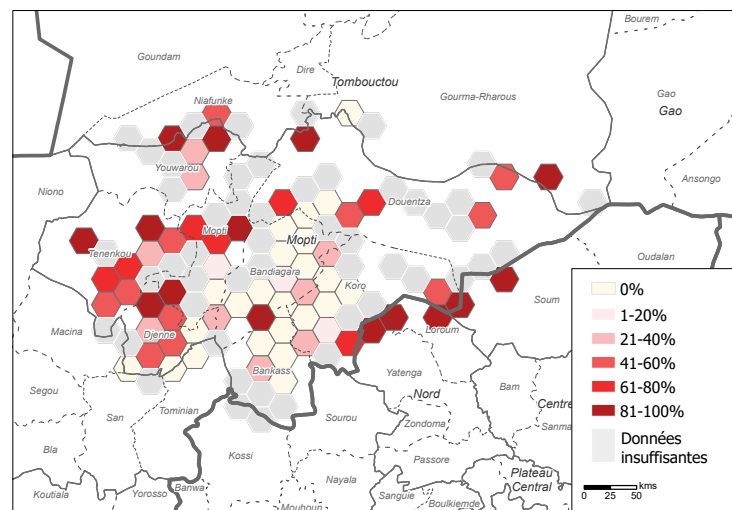 Bourem
Goundam
Dire
Tombouctou
Gourma-Rharous
Gao
Gao
Niafunke
Youwarou
Niono
Ansongo
Douentza
Mopti
Mopti
Tenenkou
Oudalan
Bandiagara
Koro
Soum
Macina
Djenne
Loroum
Bankass
Yatenga
Segou
San
Tominian
Nord
Bam
Centre
Sourou
Zondoma
Sanma
Bla
Kossi
Passore
Plateau
Central
Nayala
Koutiala
Yorosso
Banwa
Mouhoun
Sanguie
Boulkiemde
0%
1-20%
21-40%
41-60%
61-80%
81-100%
Données
insuffisantes
kms
0
25
50